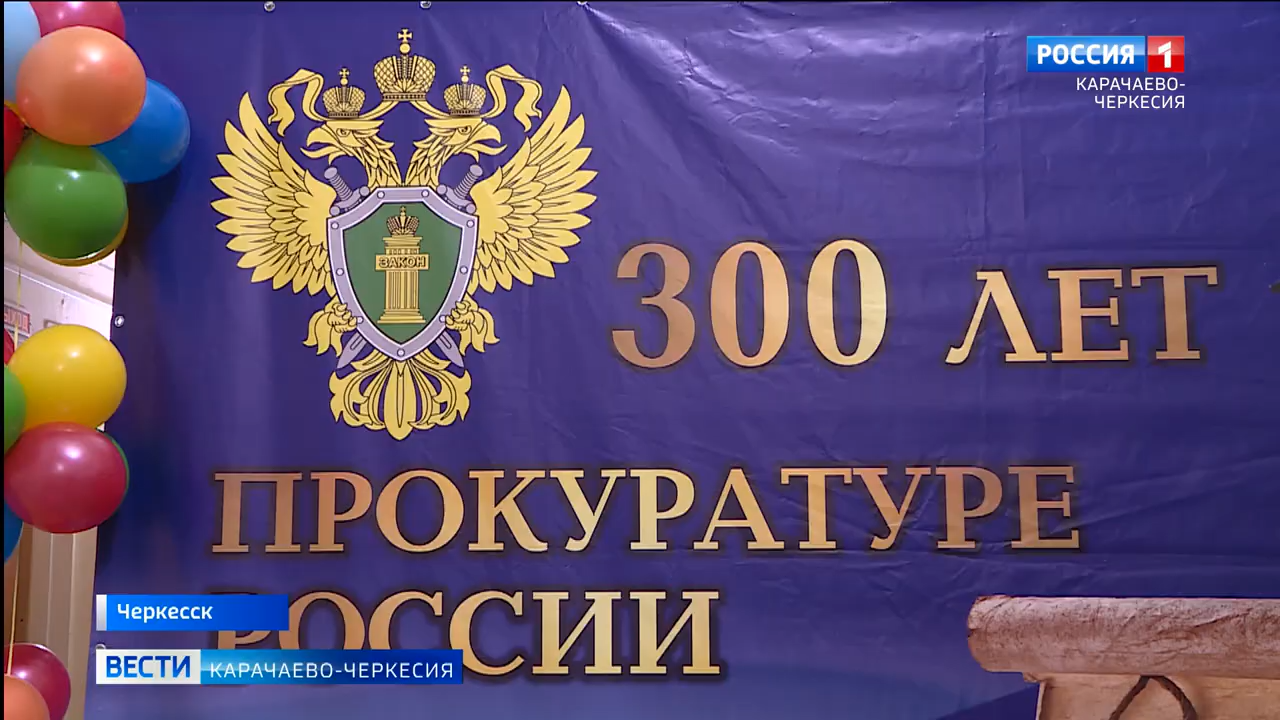 РОССИЯ 1
КАРАЧАЕВО-
ЧЕРКЕСИЯ
ЗАКОН
300 ЛЕТ
ПРОКУРАТУРЕ
РОССИИ
Черкесск
ВЕСТИ КАРАЧАЕВО-ЧЕРКЕСИЯ